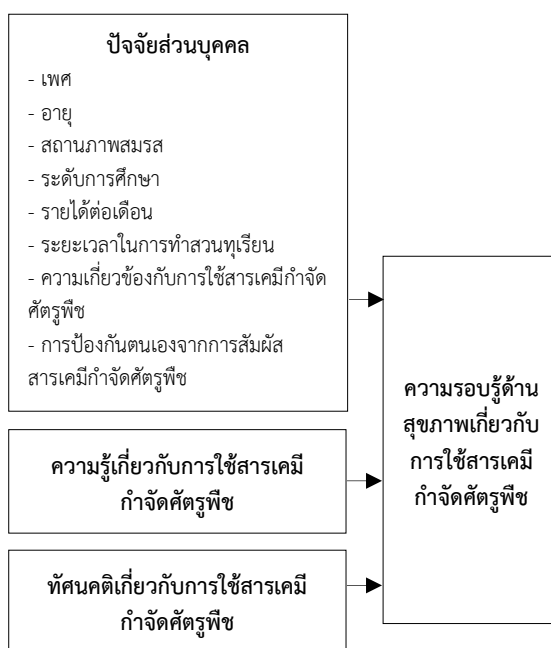 ปัจจัยส่วนบุคคล
- เพศ
- อายุ
- สถานภาพสมรส
- ระดับการศึกษา
- รายได้ต่อเดือน
- ระยะเวลาในการทำสวนทุเรียน
- ความเกี่ยวข้องกับการใช้สารเคมีกำจัด
ศัตรูพืช
- การป้องกันตนเองจากการสัมผัส
สารเคมีกำจัดศัตรูพืช
ความรู้เกี่ยวกับการใช้สารเคมี
กำจัดศัตรูพืช
ทัศนคติเกี่ยวกับการใช้สารเคมี
กำจัดศัตรูพืช
ความรอบรู้ด้าน
สุขภาพเกี่ยวกับ
การใช้สารเคมี
กำจัดศัตรูพืช